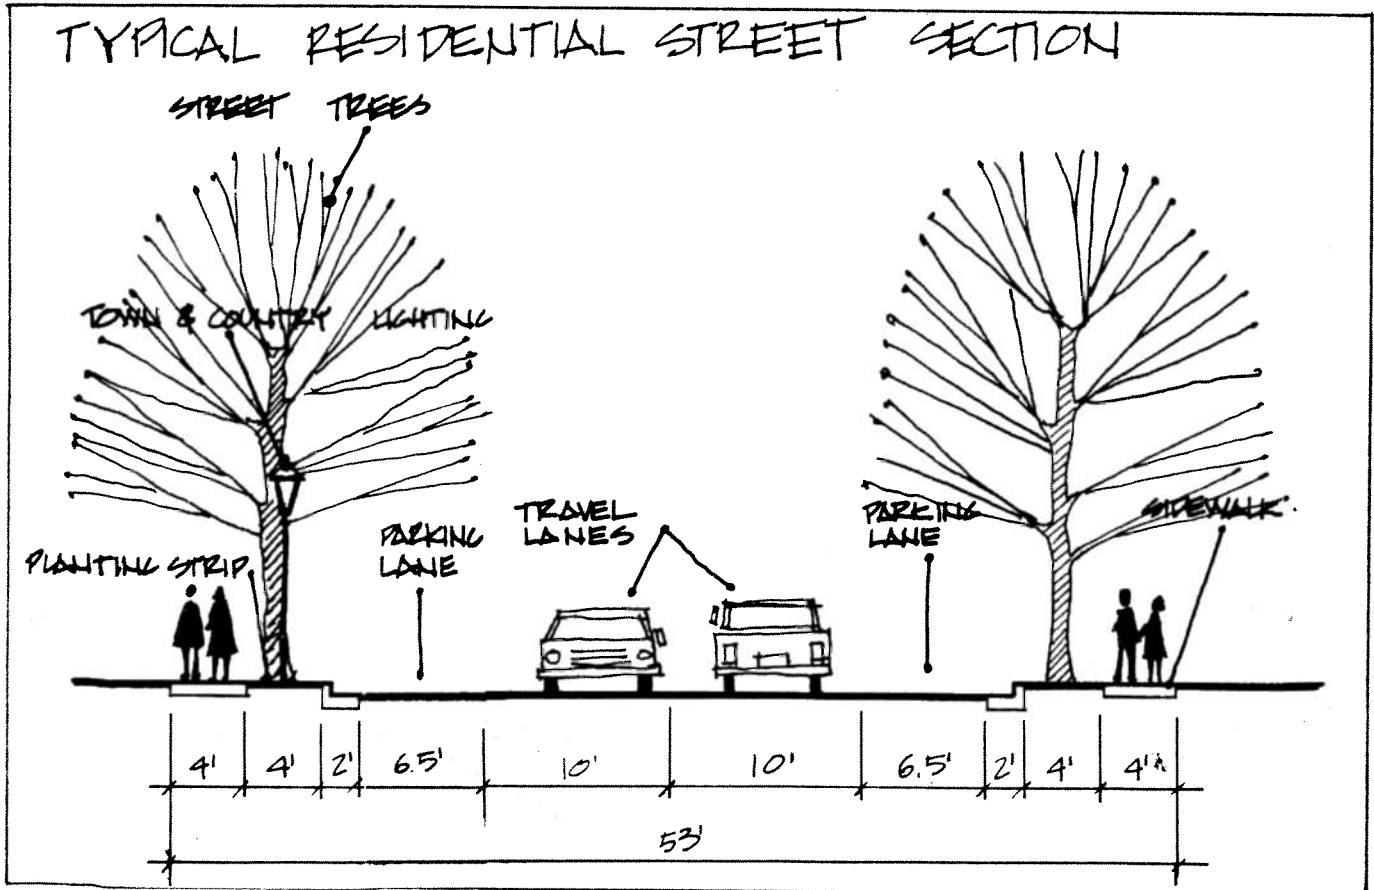 TYPICAL RESIDENTIAL STREET SECTION
STREET TREES
TOWN & COUNTRY LIGHTING
PLANTING STRIP
PARKING
LANE
TRAVEL
LANES
PARKING
LANE
SIDEWALK
4' 4' 2' 6.5' 10' 10' 6.5' 2' 4' 4'
53'